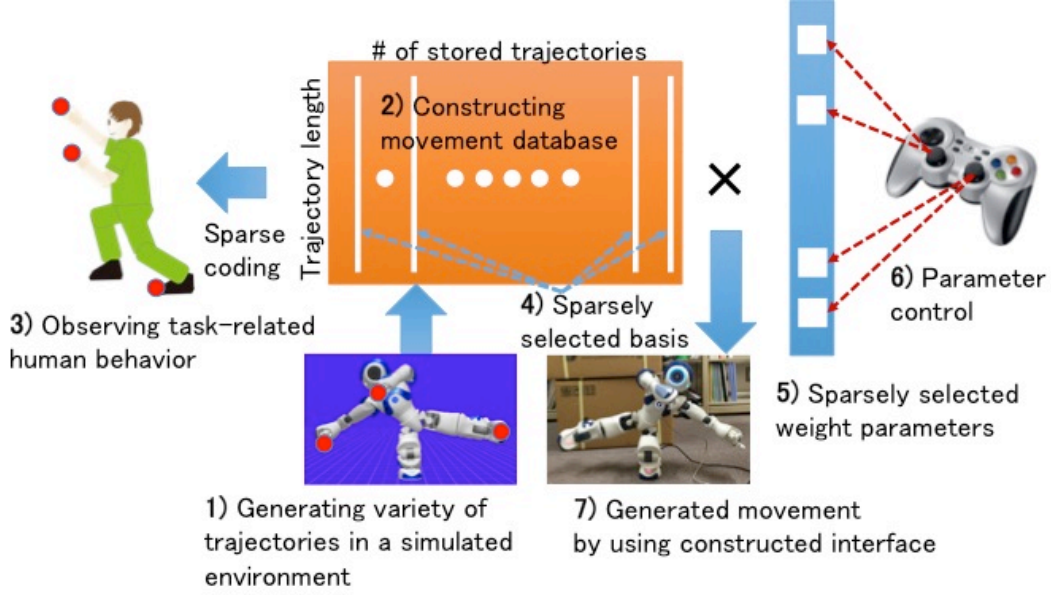 # of stored trajectories
Trajectory length
2) Constructing
movement database
Sparse
coding
3) Observing task-related
human behavior
4) Sparsely
selected basis
6) Parameter
control
5) Sparsely selected
weight parameters
1) Generating variety of
trajectories in a simulated
environment
7) Generated movement
by using constructed interface